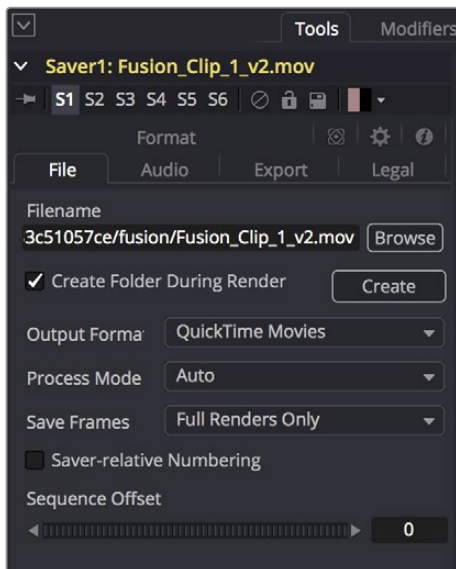 Tools Modifiers
Saver1: Fusion_Clip_1_v2.mov
S1 S2 S3 S4 S5 S6
Format
File Audio Export Legal
Filename
3c51057ce/fusion/Fusion_Clip_1_v2.mov Browse
Create Folder During Render Create
Output Format QuickTime Movies
Process Mode Auto
Save Frames Full Renders Only
Saver-relative Numbering
Sequence Offset
0